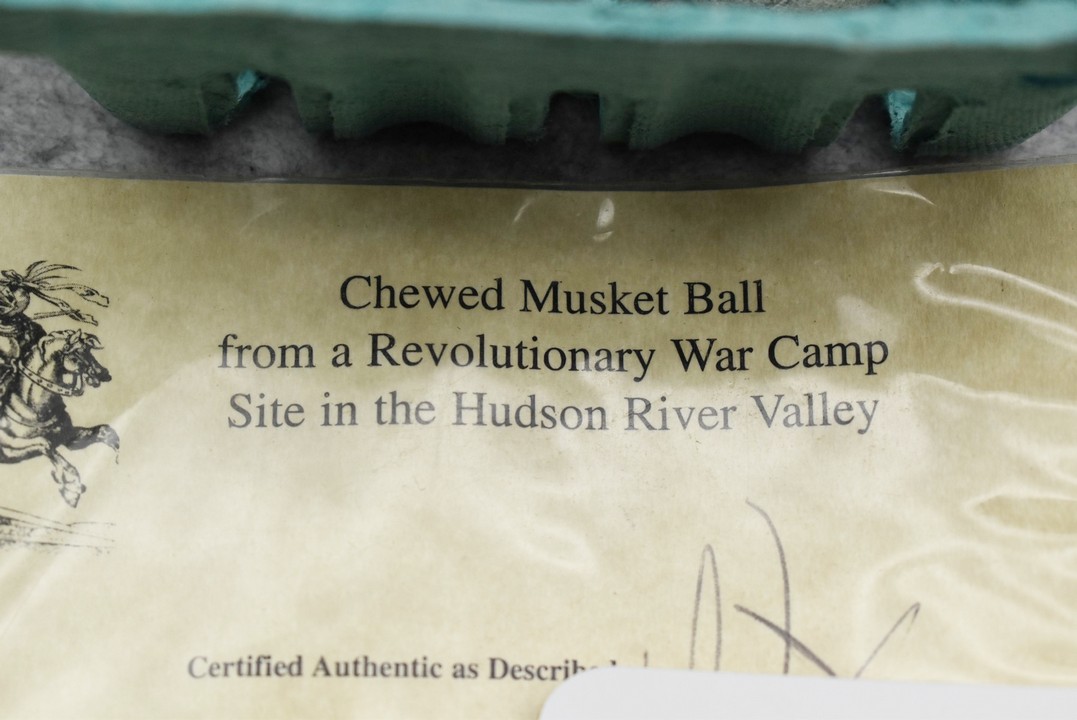 Chewed Musket Ball
from a Revolutionary War Camp
Site in the Hudson River Valley
Certified Authentic as